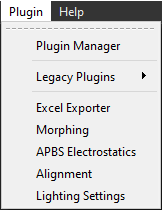 Plugin Help
Plugin Manager
Legacy Plugins
Excel Exporter
Morphing
APBS Electrostatics
Alignment
Lighting Settings